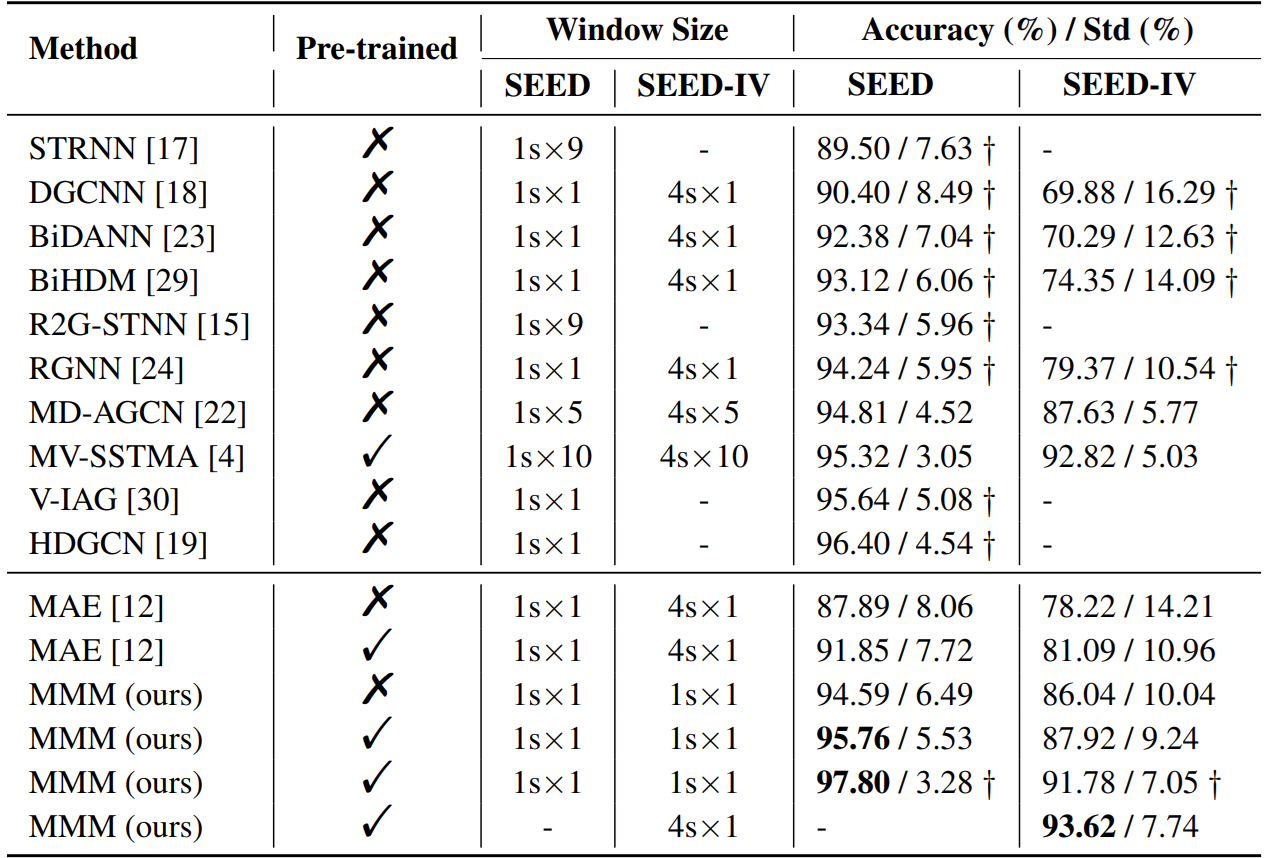 Method Pre-trained Window Size Accuracy (%) / Std (%)
SEED SEED-IV SEED SEED-IV
STRNN [17] ✗ 1s×9 - 89.50 / 7.63 † -
DGCNN [18] ✗ 1s×1 4s×1 90.40 / 8.49 † 69.88 / 16.29 †
BiDANN [23] ✗ 1s×1 4s×1 92.38 / 7.04 † 70.29 / 12.63 †
BiHDM [29] ✗ 1s×1 4s×1 93.12 / 6.06 † 74.35 / 14.09 †
R2G-STNN [15] ✗ 1s×9 - 93.34 / 5.96 † -
RGNN [24] ✗ 1s×1 4s×1 94.24 / 5.95 † 79.37 / 10.54 †
MD-AGCN [22] ✗ 1s×5 4s×5 94.81 / 4.52 87.63 / 5.77
MV-SSTMA [4] ✓ 1s×10 4s×10 95.32 / 3.05 92.82 / 5.03
V-IAG [30] ✗ 1s×1 - 95.64 / 5.08 † -
HDGCN [19] ✗ 1s×1 - 96.40 / 4.54 † -
MAE [12] ✗ 1s×1 4s×1 87.89 / 8.06 78.22 / 14.21
MAE [12] ✓ 1s×1 4s×1 91.85 / 7.72 81.09 / 10.96
MMM (ours) ✗ 1s×1 1s×1 94.59 / 6.49 86.04 / 10.04
MMM (ours) ✓ 1s×1 1s×1 95.76 / 5.53 87.92 / 9.24
MMM (ours) ✓ 1s×1 1s×1 97.80 / 3.28 † 91.78 / 7.05 †
MMM (ours) ✓ - 4s×1 - 93.62 / 7.74